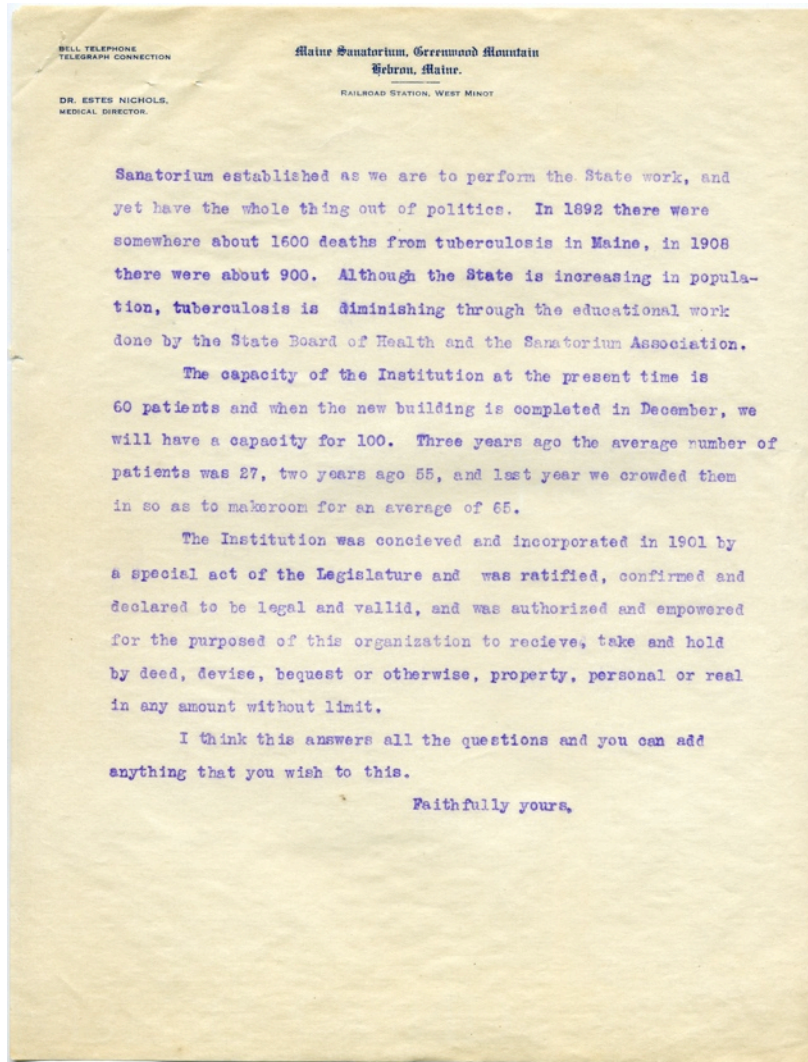 BELL TELEPHONE
TELEGRAPH CONNECTION
DR. ESTES NICHOLS,
MEDICAL DIRECTOR.
Maine Sanatorium, Greenwood Mountain
Hebron, Maine.
RAILROAD STATION, WEST MINOT
Sanatorium established as we are to perform the State work, and
yet have the whole thing out of politics. In 1892 there were
somewhere about 1600 deaths from tuberculosis in Maine, in 1908
there were about 900. Although the State is increasing in popula-
tion, tuberculosis is diminishing through the educational work
done by the State Board of Health and the Sanatorium Association.
The capacity of the Institution at the present time is
60 patients and when the new building is completed in December, we
will have a capacity for 100. Three years ago the average number of
patients was 27, two years ago 55, and last year we crowded them
in so as to makeroom for an average of 65.
The Institution was concieved and incorporated in 1901 by
a special act of the Legislature and was ratified, confirmed and
declared to be legal and vallid, and was authorized and empowered
for the purposed of this organization to recieve, take and hold
by deed, devise, bequest or otherwise, property, personal or real
in any amount without limit.
I think this answers all the questions and you can add
anything that you wish to this.
Faithfully yours,